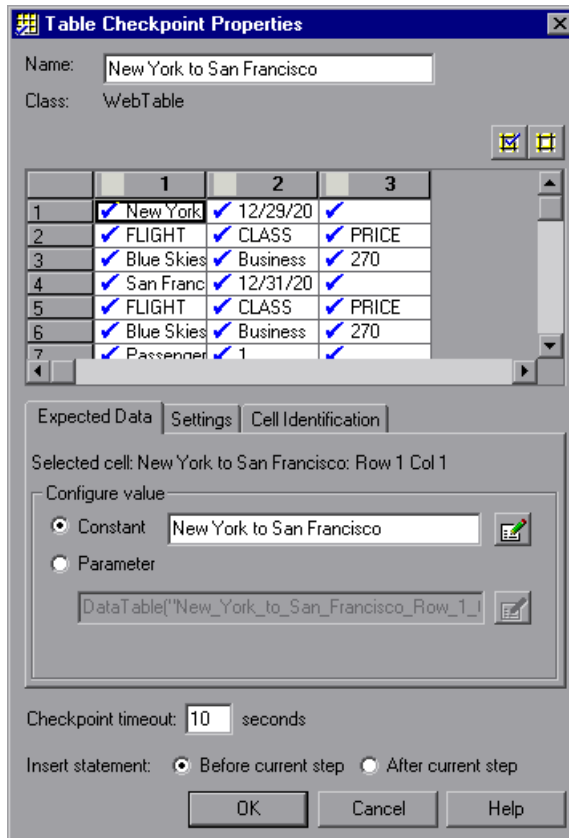 Table Checkpoint Properties
Name: New York to San Francisco
Class: WebTable
1 2 3
1 New York 12/29/20
2 FLIGHT CLASS PRICE
3 Blue Skies Business 270
4 San Franc 12/31/20
5 FLIGHT CLASS PRICE
6 Blue Skies Business 270
7 Passenger 1
Expected Data Settings Cell Identification
Selected cell: New York to San Francisco: Row 1 Col 1
Configure value
Constant New York to San Francisco
Parameter
DataTable("New_York_to_San_Francisco_Row_1_
Checkpoint timeout: 10 seconds
Insert statement: Before current step After current step
OK Cancel Help